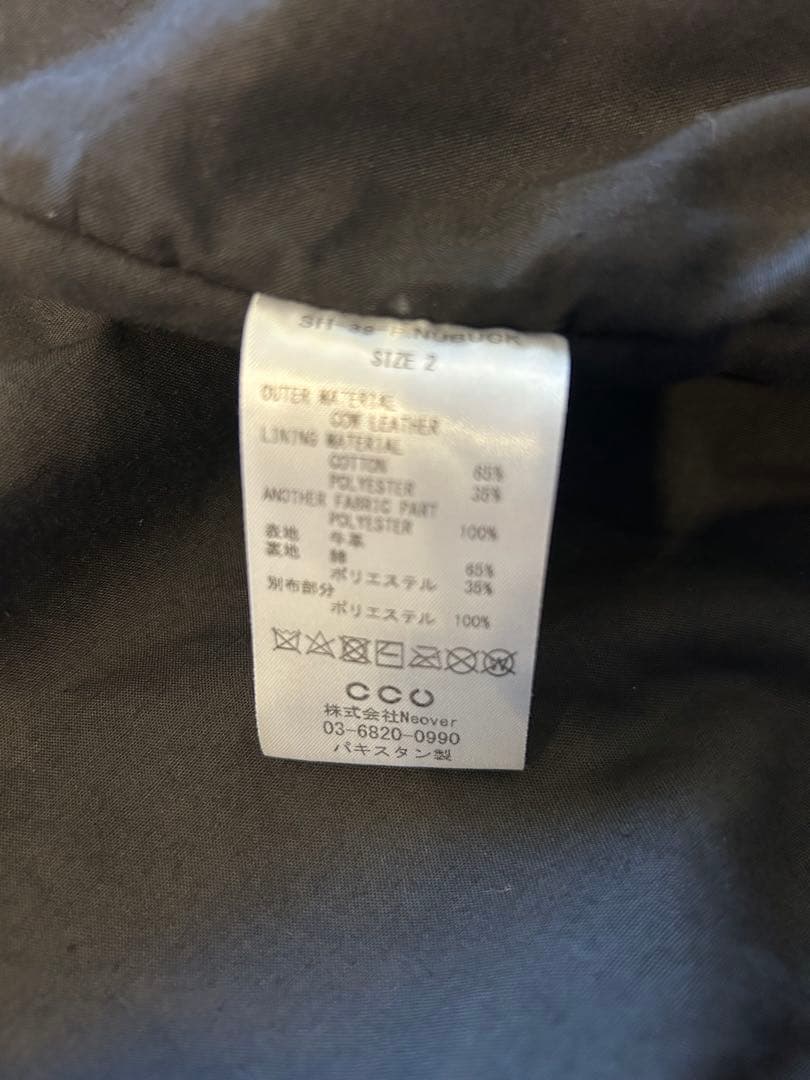 NUBUCK
SIZE 2
OUTER MATERIAL
COW LEATHER
LINING MATERIAL
COTTON 65%
POLYESTER 35%
ANOTHER FABRIC PART
POLYESTER 100%
表地 牛革
裏地 綿 65%
ポリエステル 35%
別布部分
ポリエステル 100%
CCU
株式会社Neover
03-6820-0990
パキスタン製